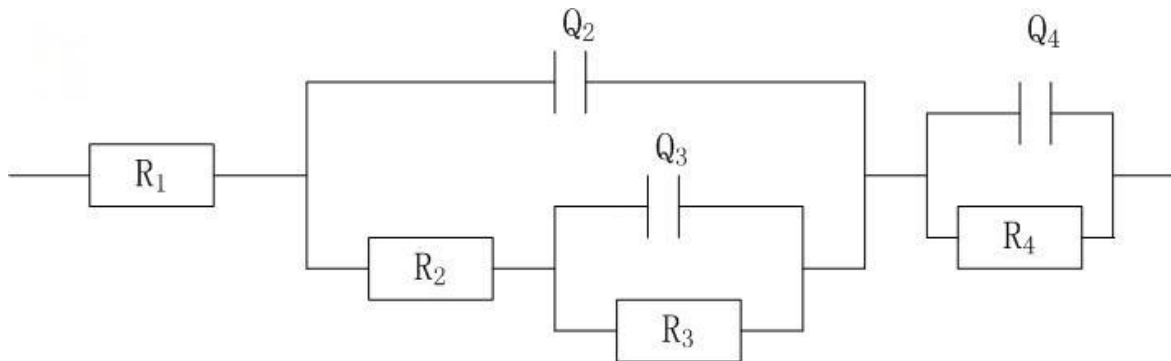 Q₂
Q₄
Q₃
R₁
R₂
R₄
R₃